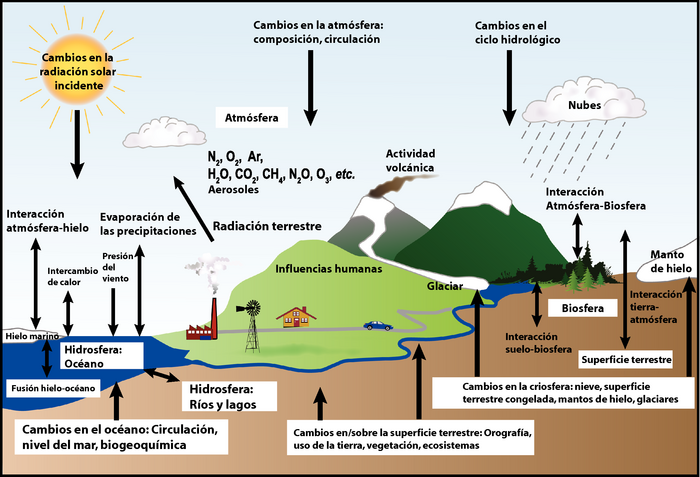 Cambios en la
radiación solar
incidente
Cambios en la atmósfera:
composición, circulación
Cambios en el
ciclo hidrológico
Atmósfera
Nubes
N2, O2, Ar,
H2O, CO2, CH4, N2O, O3, etc.
Aerosoles
Actividad
volcánica
Interacción
atmósfera-hielo
Evaporación de
las precipitaciones
Radiación terrestre
Interacción
Atmósfera-Biosfera
Intercambio
de calor
Presión
del
viento
Influencias humanas
Glaciar
Manto
de hielo
Hielo marino
Hidrosfera:
Océano
Biosfera
Interacción
tierra-
atmósfera
Interacción
suelo-biosfera
Superficie terrestre
Fusión hielo-océano
Hidrosfera:
Ríos y lagos
Cambios en la criosfera: nieve, superficie
terrestre congelada, mantos de hielo, glaciares
Cambios en el océano: Circulación,
nivel del mar, biogeoquímica
Cambios en/sobre la superficie terrestre: Orografía,
uso de la tierra, vegetación, ecosistemas